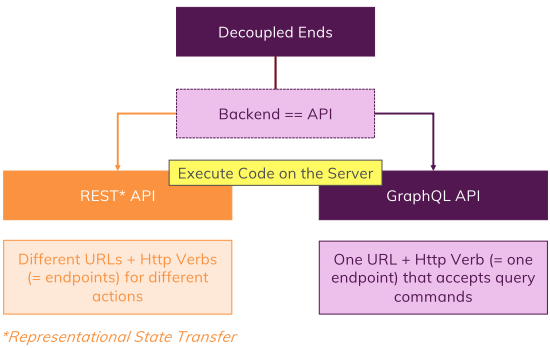 Decoupled Ends
Backend == API
Execute Code on the Server
REST* API
GraphQL API
Different URLs + Http Verbs
(= endpoints) for different
actions
One URL + Http Verb (= one
endpoint) that accepts query
commands
*Representational State Transfer